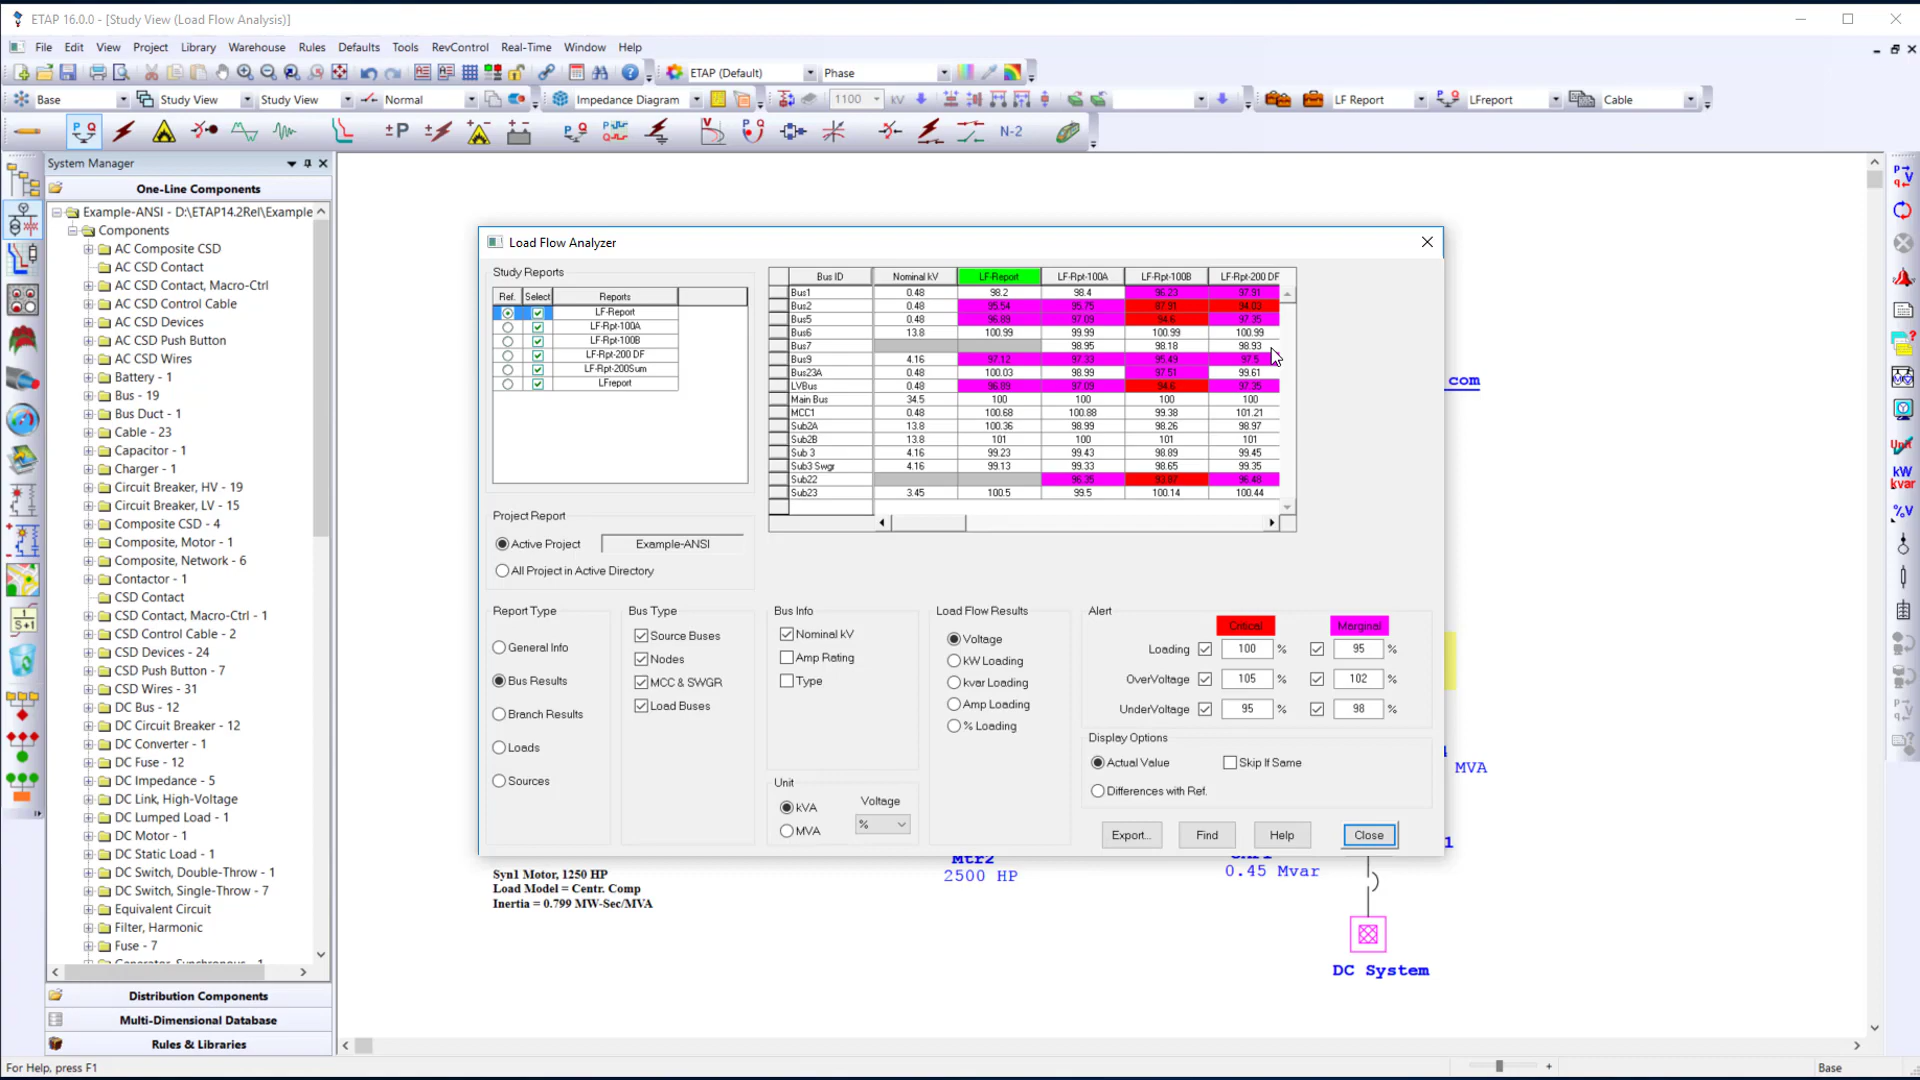 ETAP 16.0.0 - [Study View (Load Flow Analysis)]
File Edit View Project Library Warehouse Rules Defaults Tools RevControl Real-Time Window Help
ETAP (Default) Phase
Base Study View Study View Normal Impedance Diagram 1100 kV LF Report LFreport Cable
N-2
System Manager
One-Line Components
Example-ANSI - D:\ETAP14.2Rel\Example
Components
AC Composite CSD
AC CSD Contact
AC CSD Contact, Macro-Ctrl
AC CSD Control Cable
AC CSD Devices
AC CSD Push Button
AC CSD Wires
Battery - 1
Bus - 19
Bus Duct - 1
Cable - 23
Capacitor - 1
Charger - 1
Circuit Breaker, HV - 19
Circuit Breaker, LV - 15
Composite CSD - 4
Composite, Motor - 1
Composite, Network - 6
Contactor - 1
CSD Contact
CSD Contact, Macro-Ctrl - 1
CSD Control Cable - 2
CSD Devices - 24
CSD Push Button - 7
CSD Wires - 31
DC Bus - 12
DC Circuit Breaker - 12
DC Converter - 1
DC Fuse - 12
DC Impedance - 5
DC Link, High-Voltage
DC Lumped Load - 1
DC Motor - 1
DC Static Load - 1
DC Switch, Double-Throw - 1
DC Switch, Single-Throw - 7
Equivalent Circuit
Filter, Harmonic
Fuse - 7
Generator, Synchronous - 1
Distribution Components
Multi-Dimensional Database
Rules & Libraries
For Help, press F1
Load Flow Analyzer
Study Reports
Ref. Select Reports
LF-Report
LF-Rpt-100A
LF-Rpt-100B
LF-Rpt-200 DF
LF-Rpt-200Sum
LFreport
Project Report
Active Project Example-ANSI
All Project in Active Directory
Bus ID Nominal kV LF-Report LF-Rpt-100A LF-Rpt-100B LF-Rpt-200 DF
Bus1 0.48 98.2 98.4 96.23 97.91
Bus2 0.48 95.54 95.75 87.91 94.03
Bus5 0.48 96.89 97.09 94.6 97.35
Bus6 13.8 100.99 99.99 100.99 100.99
Bus7 98.95 98.18 98.93
Bus9 4.16 97.12 97.33 95.49 97.5
Bus23A 0.48 100.03 98.99 97.51 99.61
LVBus 0.48 96.89 97.09 94.6 97.35
Main Bus 34.5 100 100 100 100
MCC1 0.48 100.68 100.88 99.38 101.21
Sub2A 13.8 100.36 98.99 98.26 98.97
Sub2B 13.8 101 100 101 101
Sub 3 4.16 99.23 99.43 98.89 99.45
Sub3 Swgr 4.16 99.13 99.33 98.65 99.35
Sub22 96.35 93.87 96.48
Sub23 3.45 100.5 99.5 100.14 100.44
Report Type
General Info
Bus Results
Branch Results
Loads
Sources
Bus Type
Source Buses
Nodes
MCC & SWGR
Load Buses
Bus Info
Nominal kV
Amp Rating
Type
Unit
kVA
MVA
Voltage
%
Load Flow Results
Voltage
kW Loading
kvar Loading
Amp Loading
% Loading
Alert
Critical Marginal
Loading 100 % 95 %
OverVoltage 105 % 102 %
UnderVoltage 95 % 98 %
Display Options
Actual Value Skip If Same
Differences with Ref.
Export... Find Help Close
com
MVA
1
Syn1 Motor, 1250 HP
Load Model = Centr. Comp
Inertia = 0.799 MW-Sec/MVA
Mtr2
2500 HP
0.45 Mvar
DC System
Base